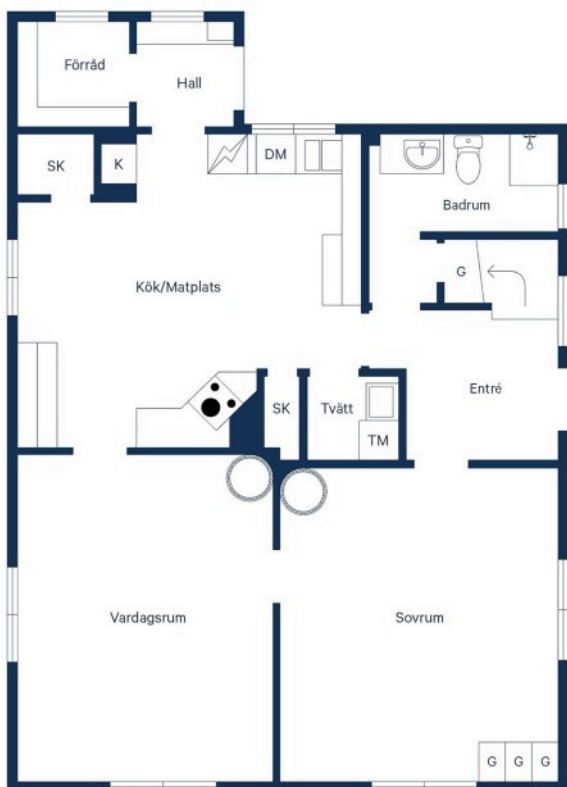 Förråd
Hall
SK
K
DM
Badrum
G
Kök/Matplats
Entré
SK
Tvätt
TM
Vardagsrum
Sovrum
G G G